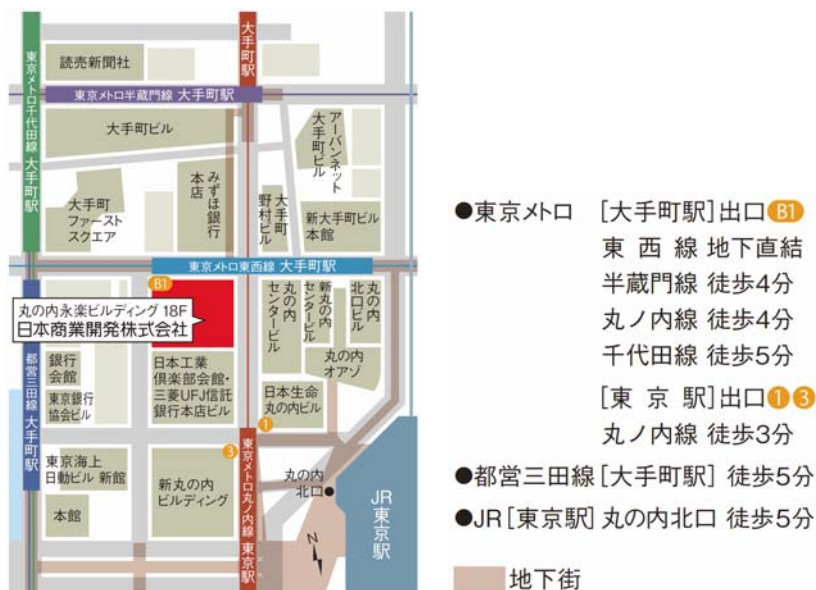 大手町駅
読売新聞社
東京メトロ千代田線 大手町駅
東京メトロ半蔵門線 大手町駅
大手町ビル
アーバンネット
大手町ビル
みずほ銀行
本店
大手町
ファースト
スクエア
大手町
野村ビル
新大手町ビル
本館
東京メトロ東西線 大手町駅
B1
丸の内永楽ビルディング 18F
日本商業開発株式会社
丸の内
センタービル
新丸の内
センタービル
丸の内
北口ビル
丸の内
オアゾ
都営三田線 大手町駅
銀行
会館
東京銀行
協会ビル
日本工業
倶楽部会館・
三菱UFJ信託
銀行本店ビル
日本生命
丸の内ビル
1
3
東京海上
日動ビル 新館
本館
新丸の内
ビルディング
東京メトロ丸ノ内線 東京駅
丸の内
北口●
JR東京駅
N
●東京メトロ [大手町駅]出口B1
東西線 地下直結
半蔵門線 徒歩4分
丸ノ内線 徒歩4分
千代田線 徒歩5分
[東京駅]出口13
丸ノ内線 徒歩3分
●都営三田線[大手町駅] 徒歩5分
●JR[東京駅]丸の内北口 徒歩5分
地下街